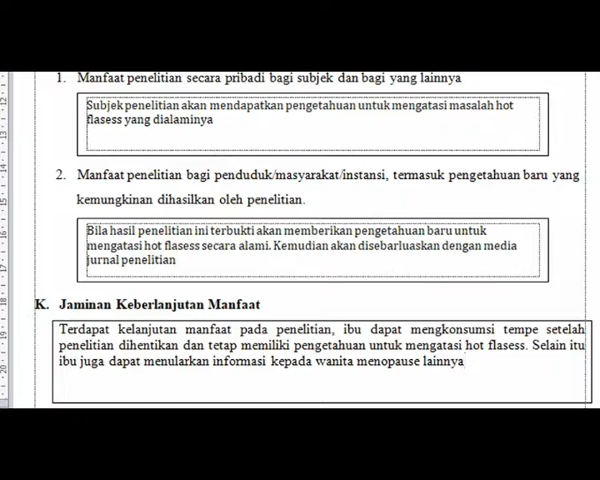 1. Manfaat penelitian secara pribadi bagi subjek dan bagi yang lainnya
Subjek penelitian akan mendapatkan pengetahuan untuk mengatasi masalah hot
flasess yang dialaminya
2. Manfaat penelitian bagi penduduk/masyarakat/instansi, termasuk pengetahuan baru yang
kemungkinan dihasilkan oleh penelitian.
Bila hasil penelitian ini terbukti akan memberikan pengetahuan baru untuk
mengatasi hot flasess secara alami. Kemudian akan disebarluaskan dengan media
jurnal penelitian
K. Jaminan Keberlanjutan Manfaat
Terdapat kelanjutan manfaat pada penelitian, ibu dapat mengkonsumsi tempe setelah
penelitian dihentikan dan tetap memiliki pengetahuan untuk mengatasi hot flasess. Selain itu
ibu juga dapat menularkan informasi kepada wanita menopause lainnya